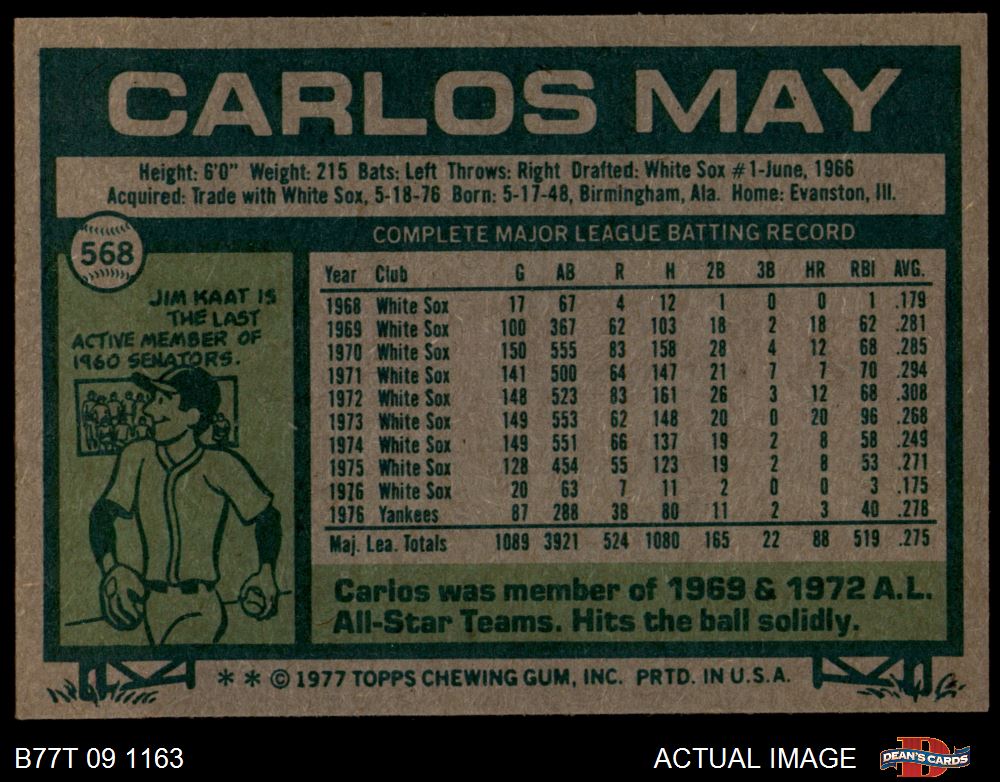 CARLOS MAY
Height: 6'0" Weight: 215 Bats: Left Throws: Right Drafted: White Sox #1-June, 1966
Acquired: Trade with White Sox, 5-18-76 Born: 5-17-48, Birmingham, Ala. Home: Evanston, Ill.
568
JIM KAAT IS
THE LAST
ACTIVE MEMBER OF
1960 SENATORS.
COMPLETE MAJOR LEAGUE BATTING RECORD
Year Club G AB R H 2B 3B HR RBI AVG.
1968 White Sox 17 67 4 12 1 0 0 1 .179
1969 White Sox 100 367 62 103 18 2 18 62 .281
1970 White Sox 150 555 83 158 28 4 12 68 .285
1971 White Sox 141 500 64 147 21 7 7 70 .294
1972 White Sox 148 523 83 161 26 3 12 68 .308
1973 White Sox 149 553 62 148 20 0 20 96 .268
1974 White Sox 149 551 66 137 19 2 8 58 .249
1975 White Sox 128 454 55 123 19 2 8 53 .271
1976 White Sox 20 63 7 11 2 0 0 3 .175
1976 Yankees 87 288 38 80 11 2 3 40 .278
Maj. Lea. Totals 1089 3921 524 1080 165 22 88 519 .275
Carlos was member of 1969 & 1972 A.L.
All-Star Teams. Hits the ball solidly.
* * © 1977 TOPPS CHEWING GUM, INC. PRTD. IN U.S.A.
B77T 09 1163
ACTUAL IMAGE
D
DEAN'S CARDS